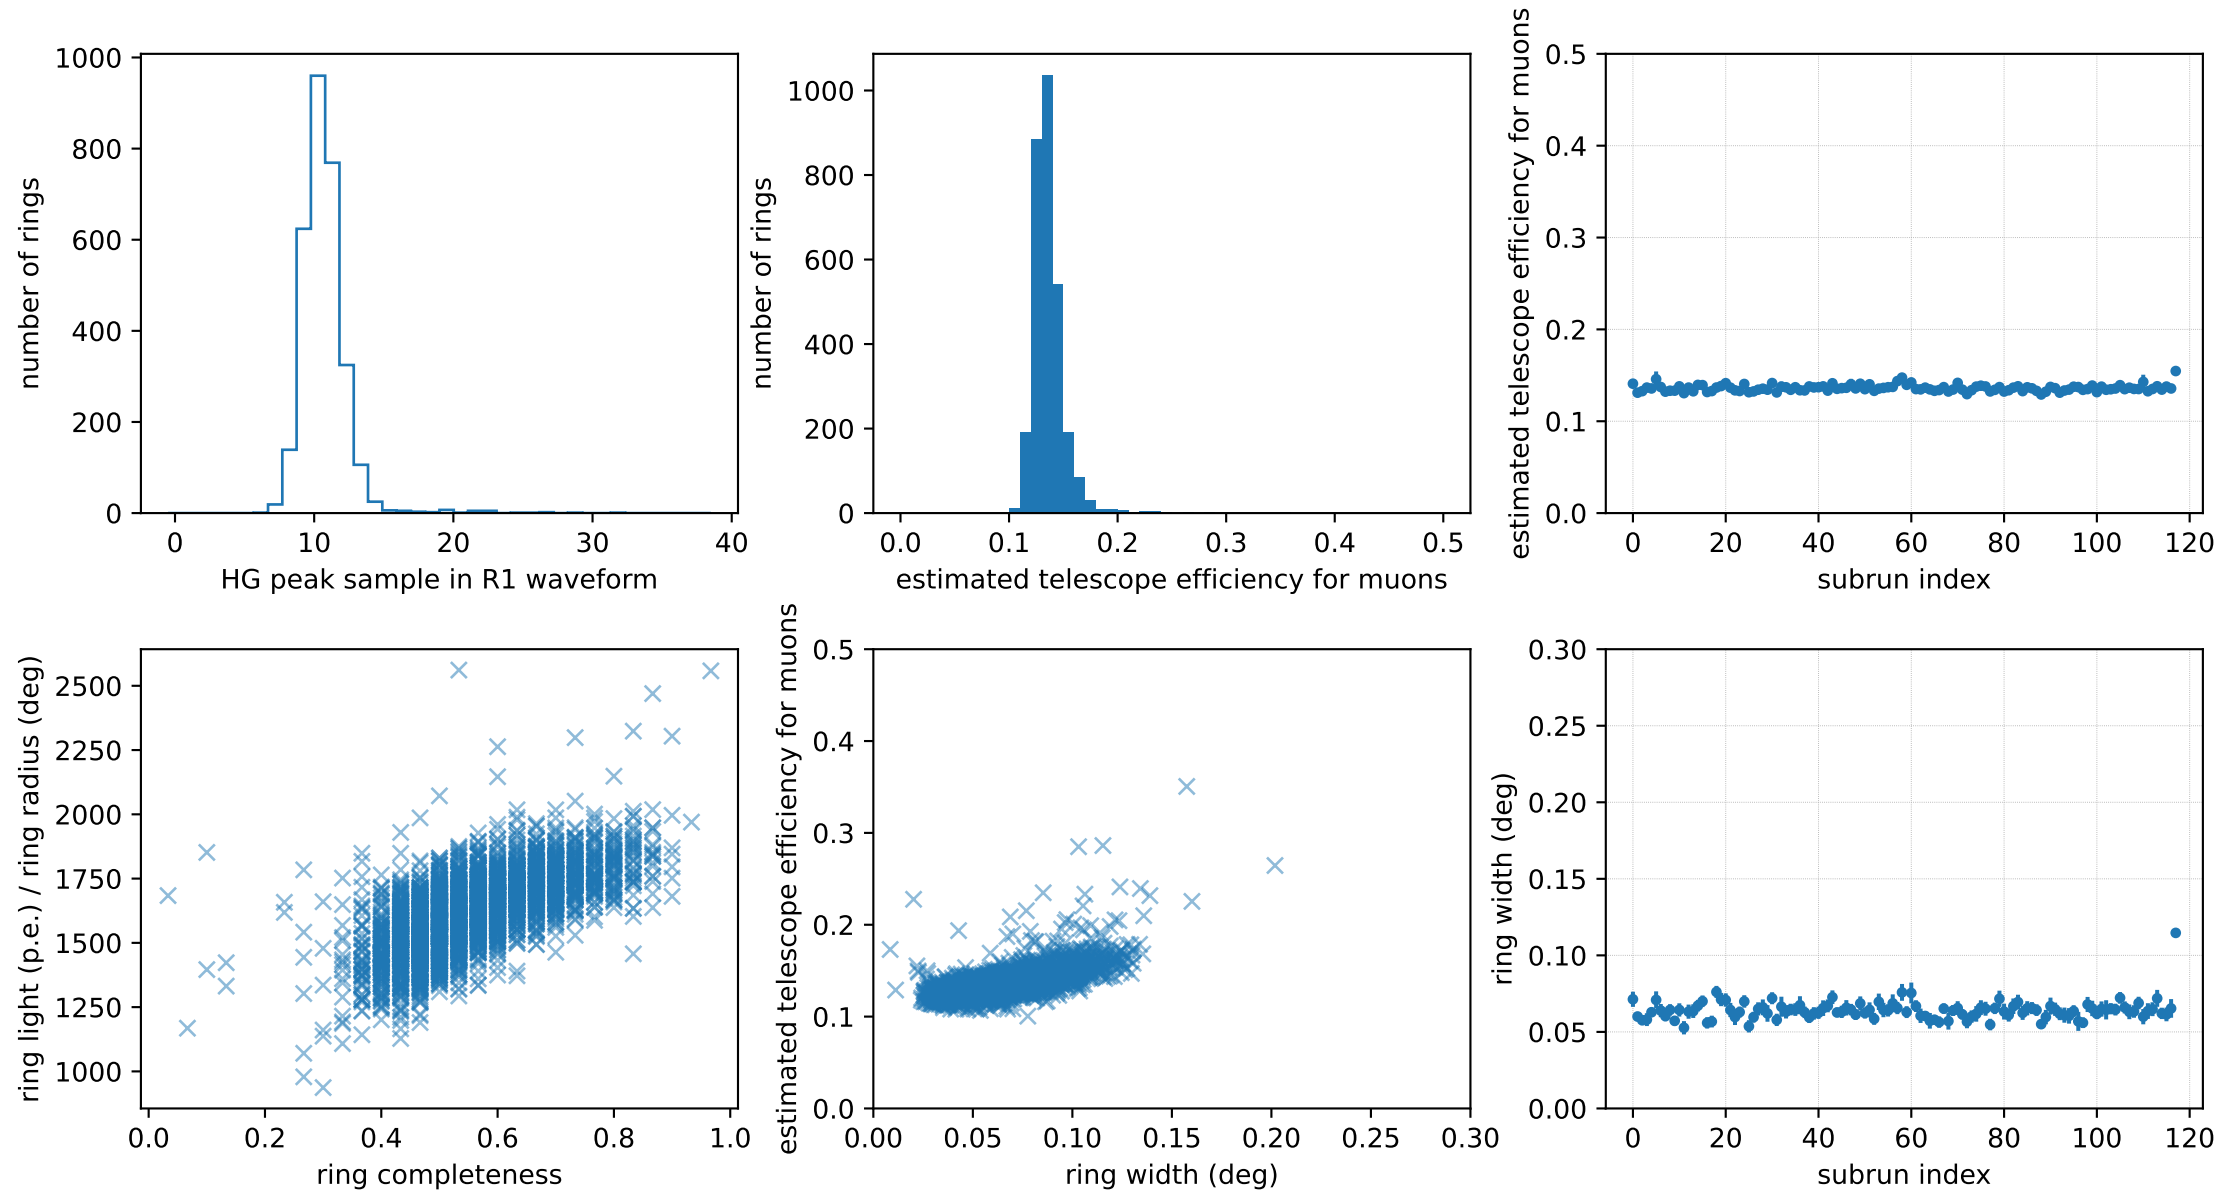 1000
800
600
400
200
0
number of rings
0 10 20 30 40
HG peak sample in R1 waveform
1000
800
600
400
200
0
number of rings
0.0 0.1 0.2 0.3 0.4 0.5
estimated telescope efficiency for muons
0.5
0.4
0.3
0.2
0.1
0.0
estimated telescope efficiency for muons
0 20 40 60 80 100 120
subrun index
2500
2250
2000
1750
1500
1250
1000
ring light (p.e.) / ring radius (deg)
0.0 0.2 0.4 0.6 0.8 1.0
ring completeness
0.5
0.4
0.3
0.2
0.1
0.0
estimated telescope efficiency for muons
0.00 0.05 0.10 0.15 0.20 0.25 0.30
ring width (deg)
0.30
0.25
0.20
0.15
0.10
0.05
0.00
ring width (deg)
0 20 40 60 80 100 120
subrun index